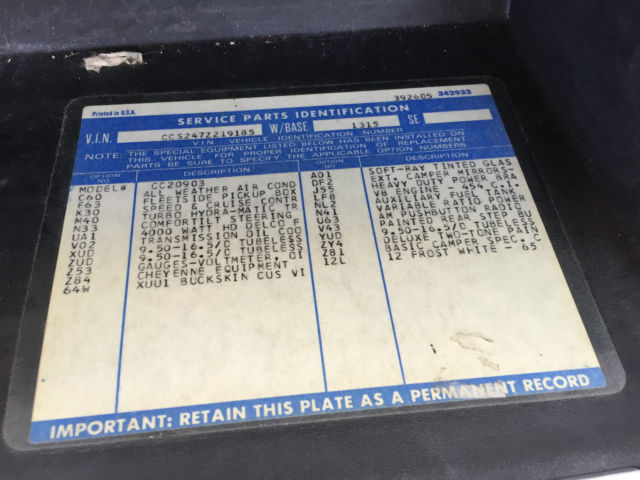 392605 342933
Printed in U.S.A.
SERVICE PARTS IDENTIFICATION
V.I.N. CCS247Z219185 W/BASE 1315 SE
V.I.N. VEHICLE IDENTIFICATION NUMBER
NOTE: THE SPECIAL EQUIPMENT LISTED BELOW HAS BEEN INSTALLED ON
THIS VEHICLE. FOR PROPER IDENTIFICATION OF REPLACEMENT
PARTS BE SURE TO SPECIFY THE APPLICABLE OPTION NUMBERS.
OPTION NO DESCRIPTION OPTION NO DESCRIPTION
MODEL# CC20903 A01 SOFT-RAY TINTED GLAS
C60 ALL WEATHER AIR COND DF2 EXT. CAMPER MIRRORS-
F63 FLEETSIDE PICKUP BOX J55 HEAVY DUTY POWER BRA
K30 SPEED & CRUISE CONTR LF8 V8 ENGINE - 454 C.I.
M40 TURBO HYDRA-MATIC TR NL2 AUXILIARY FUEL TANK
N33 COMFORTILT STEERING N41 VARIABLE RATIO POWER
UA1 4000 WATT HD DELCO F U63 AM PUSHBUTTON RADIO
V02 TRANSMISSION OIL COO V43 PAINTED REAR STEP BU
XUD 9.50-16.5/D TUBELESS YUD 9.50-16.5/D TUBELESS
ZUD 9.50-16.5/D TUBELESS ZY4 DELUXE TWO-TONE PAIN
Z53 GAUGES-VOLTMETER, OI Z81 BASIC CAMPER SPEC. C
Z84 CHEYENNE EQUIPMENT 12L 12 FROST WHITE - 65
64W XUU1 BUCKSKIN CUS VI
IMPORTANT: RETAIN THIS PLATE AS A PERMANENT RECORD